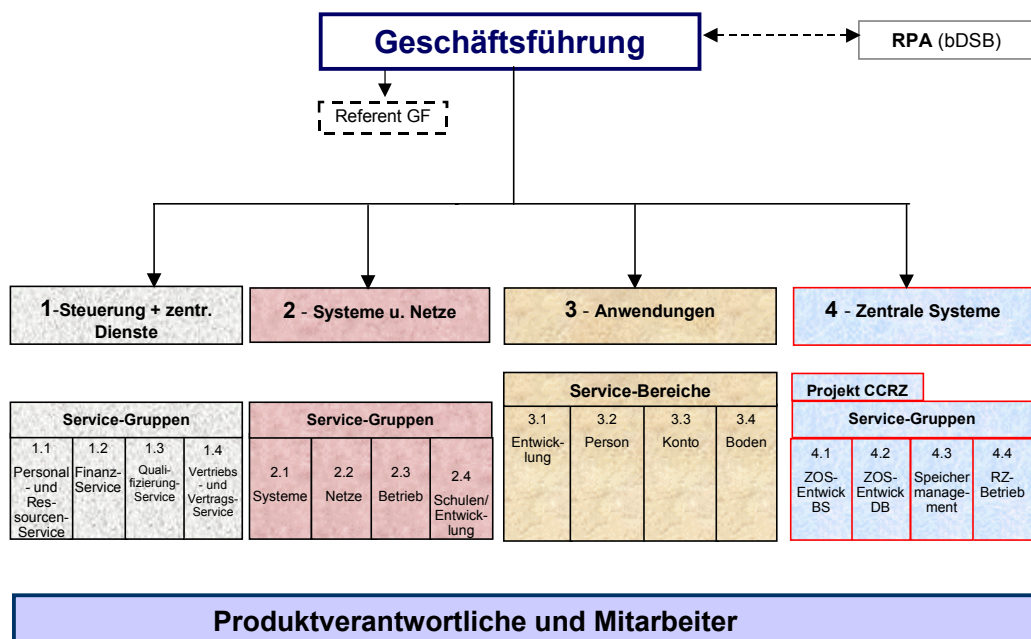 Geschäftsführung
RPA (bDSB)
Referent GF
1-Steuerung + zentr.
Dienste
2 - Systeme u. Netze
3 - Anwendungen
4 - Zentrale Systeme
Service-Gruppen
1.1
Personal
- und
Res-
sourcen-
Service
1.2
Finanz-
Service
1.3
Quali-
fizierung-
Service
1.4
Vertriebs
- und
Vertrags-
Service
Service-Gruppen
2.1
Systeme
2.2
Netze
2.3
Betrieb
2.4
Schulen/
Entwick-
lung
Service-Bereiche
3.1
Entwick-
lung
3.2
Person
3.3
Konto
3.4
Boden
Projekt CCRZ
Service-Gruppen
4.1
ZOS-
Entwick
BS
4.2
ZOS-
Entwick
DB
4.3
Speicher
manage-
ment
4.4
RZ-
Betrieb
Produktverantwortliche und Mitarbeiter